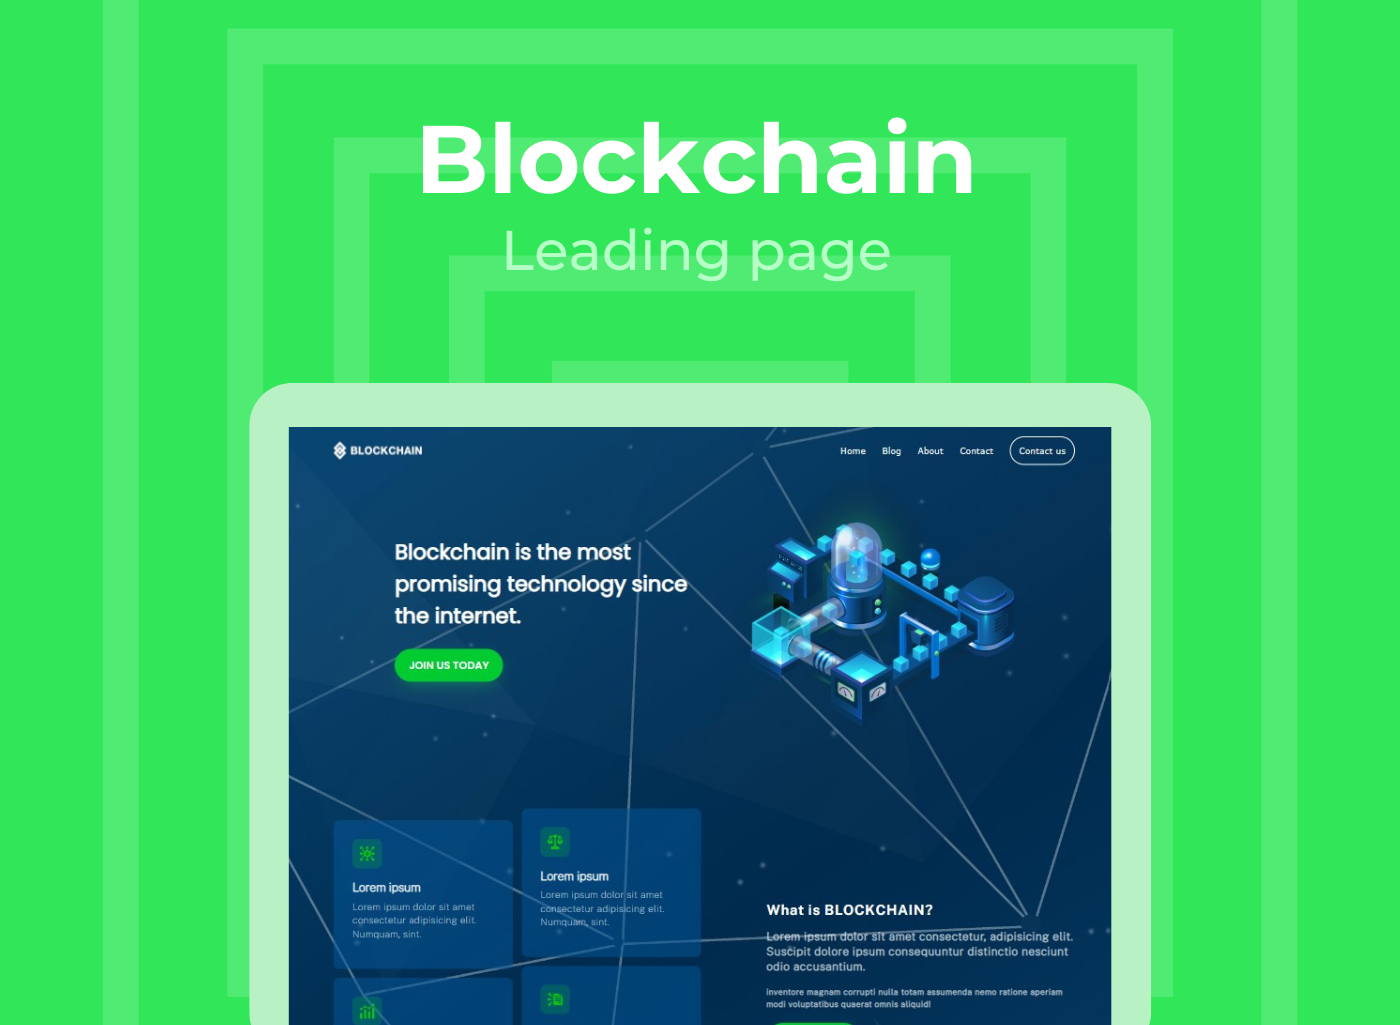 Blockchain
Leading page
BLOCKCHAIN
Home Blog About Contact Contact us
Blockchain is the most
promising technology since
the internet.
JOIN US TODAY
Lorem ipsum
Lorem ipsum dolor sit amet
consectetur adipisicing elit.
Numquam, sint.
Lorem ipsum
Lorem ipsum dolor sit amet
consectetur adipisicing elit.
Numquam, sint.
What is BLOCKCHAIN?
Lorem ipsum dolor sit amet consectetur, adipisicing elit.
Suscipit dolore ipsum consequuntur distinctio nesciunt
odio accusantium.
inventore magnam corrupti nulla totam assumenda nemo ratione aperiam
modi voluptatibus quaerat omnis aliquid!